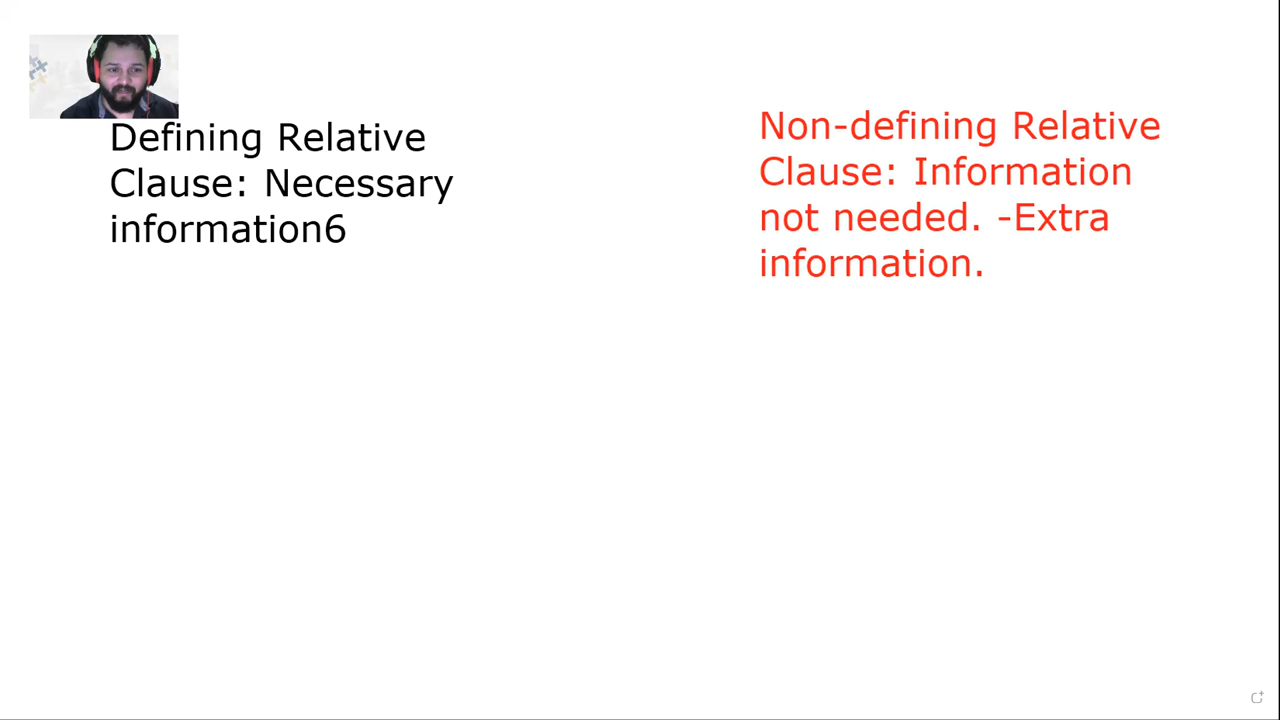 Defining Relative
Clause: Necessary
information6
Non-defining Relative
Clause: Information
not needed. -Extra
information.